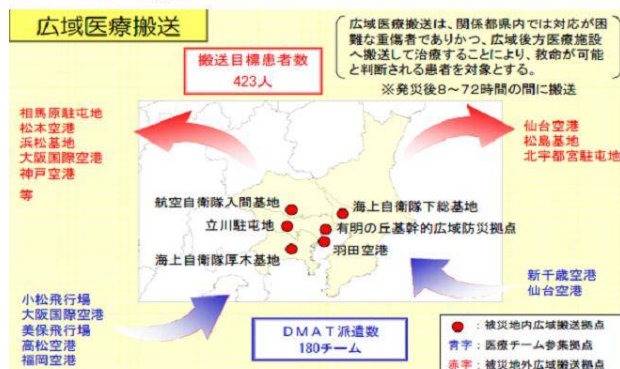 広域医療搬送
広域医療搬送は、関係都県内では対応が困
難な重傷者でありかつ、広域後方医療施設
へ搬送して治療することにより、救命が可能
と判断される患者を対象とする。
※発災後8～72時間の間に搬送
搬送目標患者数
423人
相馬原駐屯地
松本空港
浜松基地
大阪国際空港
神戸空港
等
仙台空港
松島基地
北宇都宮駐屯地
航空自衛隊入間基地
立川駐屯地
海上自衛隊厚木基地
海上自衛隊下総基地
有明の丘基幹的広域防災拠点
羽田空港
小松飛行場
大阪国際空港
美保飛行場
高松空港
福岡空港
新千歳空港
仙台空港
DMAT派遣数
180チーム
：被災地内広域搬送拠点
青字：医療チーム参集拠点
赤字：被災地外広域搬送拠点